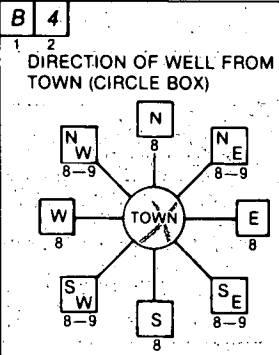 B 4
1 2
DIRECTION OF WELL FROM
TOWN (CIRCLE BOX)
N
8
N W
8-9
N E
8-9
W
8
TOWN
E
8
S W
8-9
S E
8-9
S
8